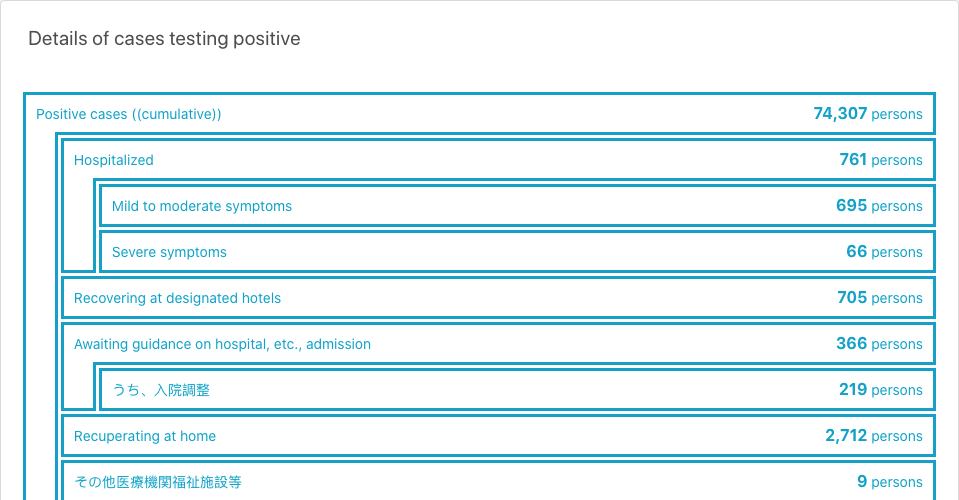 Details of cases testing positive
Positive cases ((cumulative)) 74,307 persons
Hospitalized 761 persons
Mild to moderate symptoms 695 persons
Severe symptoms 66 persons
Recovering at designated hotels 705 persons
Awaiting guidance on hospital, etc., admission 366 persons
うち、入院調整 219 persons
Recuperating at home 2,712 persons
その他医療機関福祉施設等 9 persons